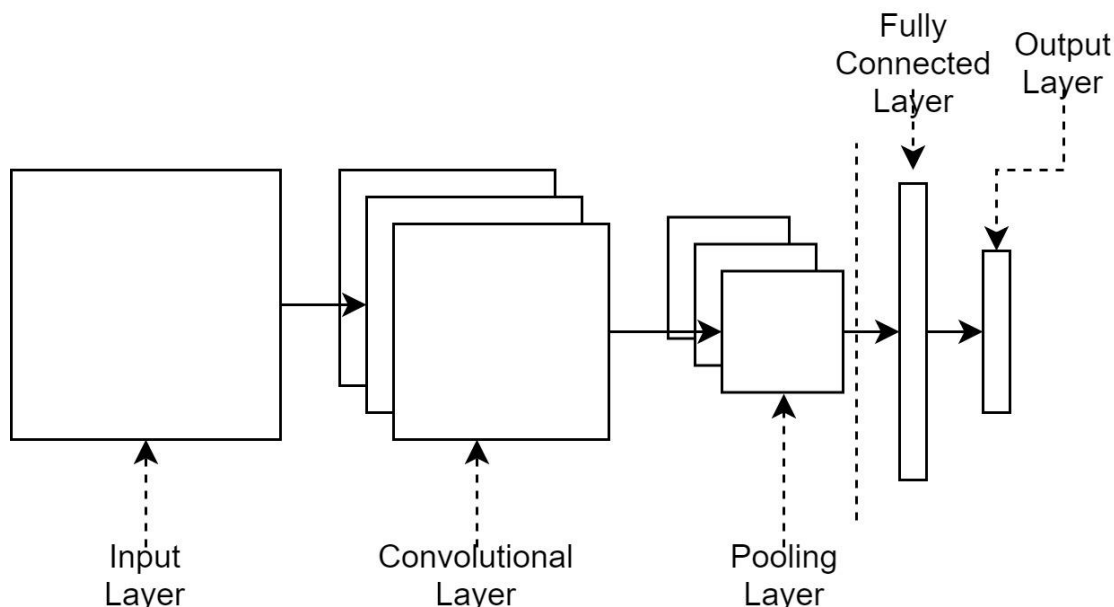 Fully
Connected
Layer
Output
Layer
Input
Layer
Convolutional
Layer
Pooling
Layer